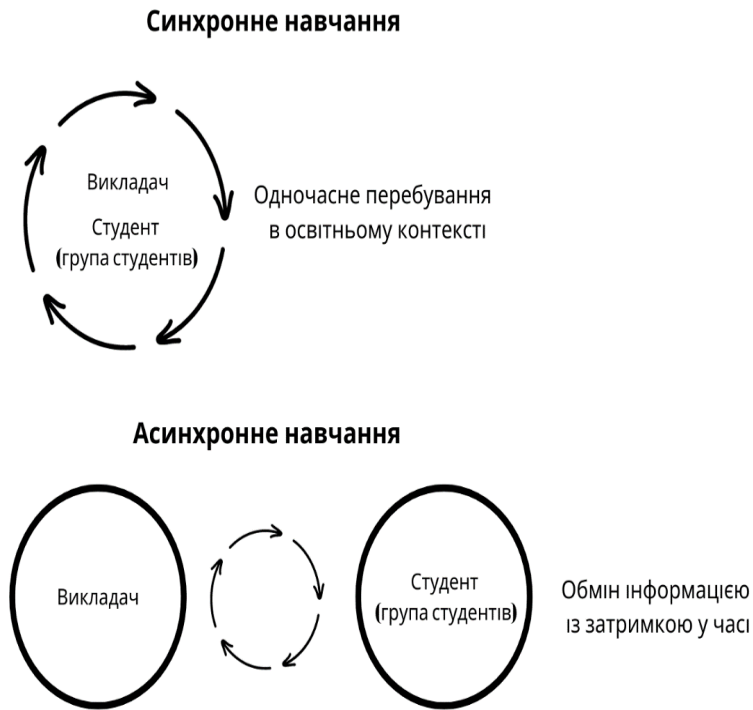 Синхронне навчання
Викладач
Студент
(група студентів)
Одночасне перебування
в освітньому контексті
Асинхронне навчання
Викладач
Студент
(група студентів)
Обмін інформацією
із затримкою у часі